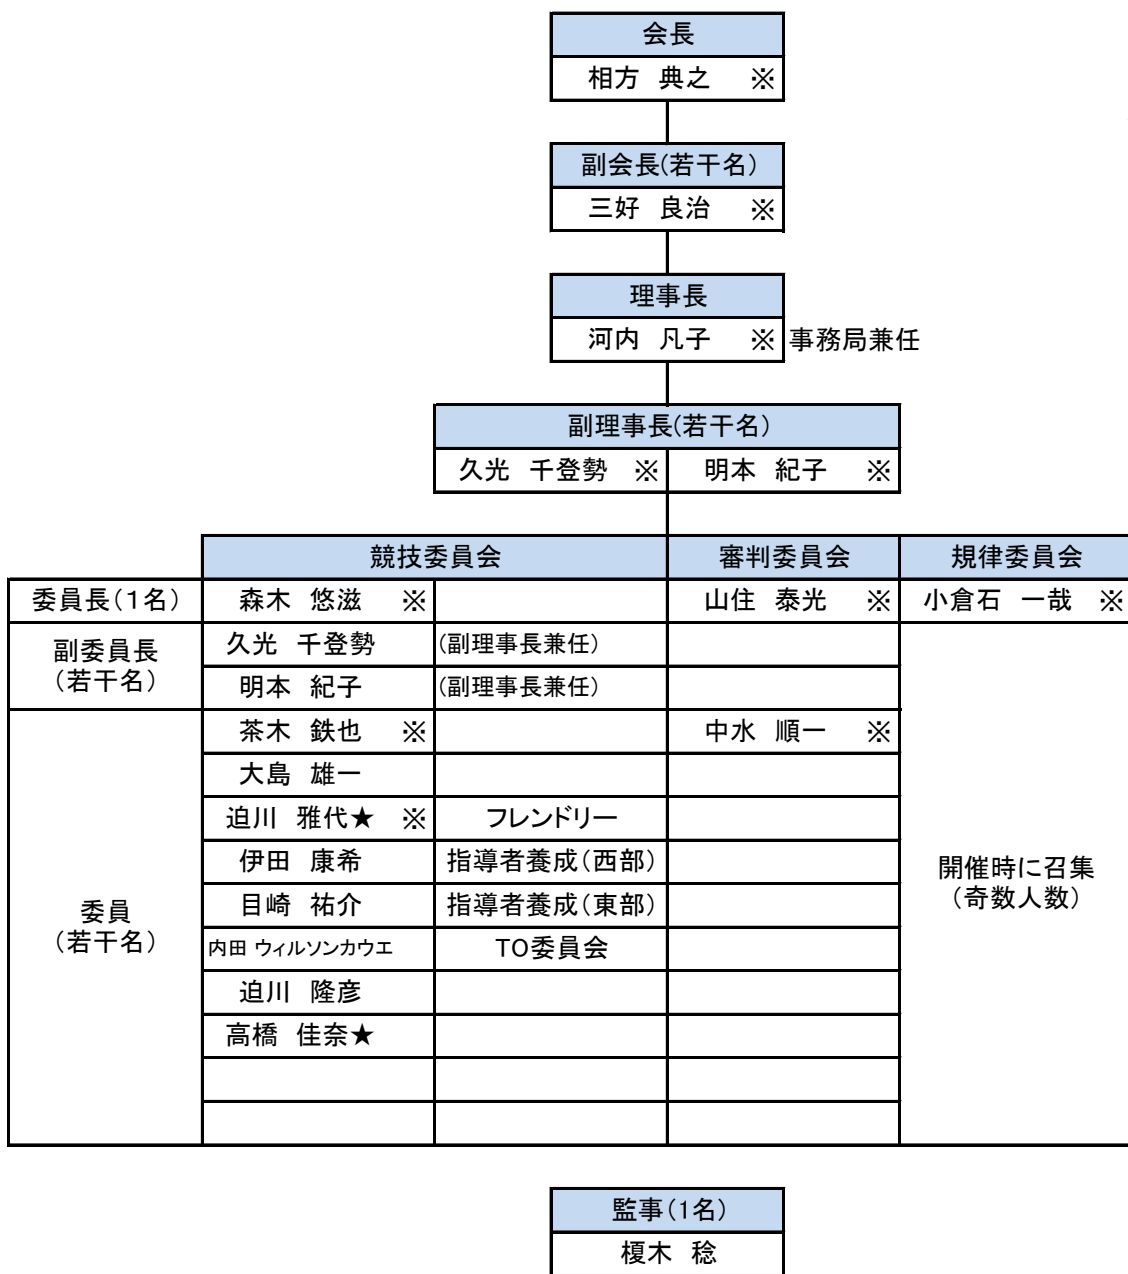 会長
相方 典之 ※
副会長(若干名)
三好 良治 ※
理事長
河内 凡子 ※ 事務局兼任
副理事長(若干名)
久光 千登勢 ※ 明本 紀子 ※
競技委員会 審判委員会 規律委員会
委員長(1名) 森木 悠滋 ※ 山住 泰光 ※ 小倉石 一哉 ※
副委員長
(若干名)
久光 千登勢 (副理事長兼任)
明本 紀子 (副理事長兼任)
委員
(若干名)
茶木 鉄也 ※ 中水 順一 ※
大島 雄一
迫川 雅代★ ※ フレンドリー
伊田 康希 指導者養成(西部)
目崎 祐介 指導者養成(東部)
内田 ウィルソンカウエ TO委員会
迫川 隆彦
高橋 佳奈★
開催時に召集
(奇数人数)
監事(1名)
榎木 稔